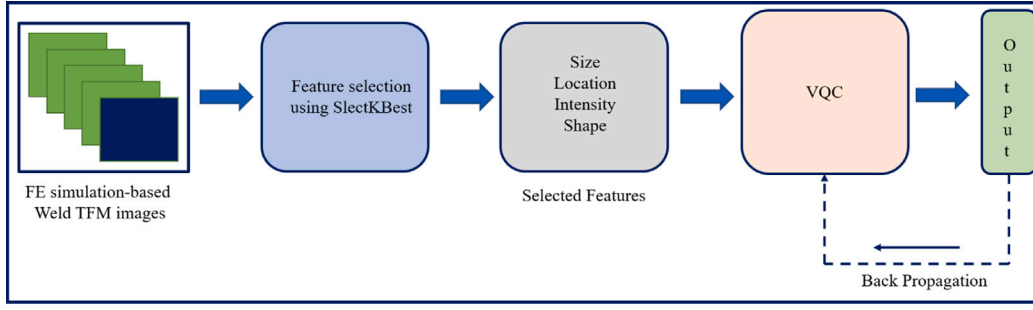 FE simulation-based
Weld TFM images
Feature selection
using SlectKBest
Size
Location
Intensity
Shape
Selected Features
VQC
Output
Back Propagation